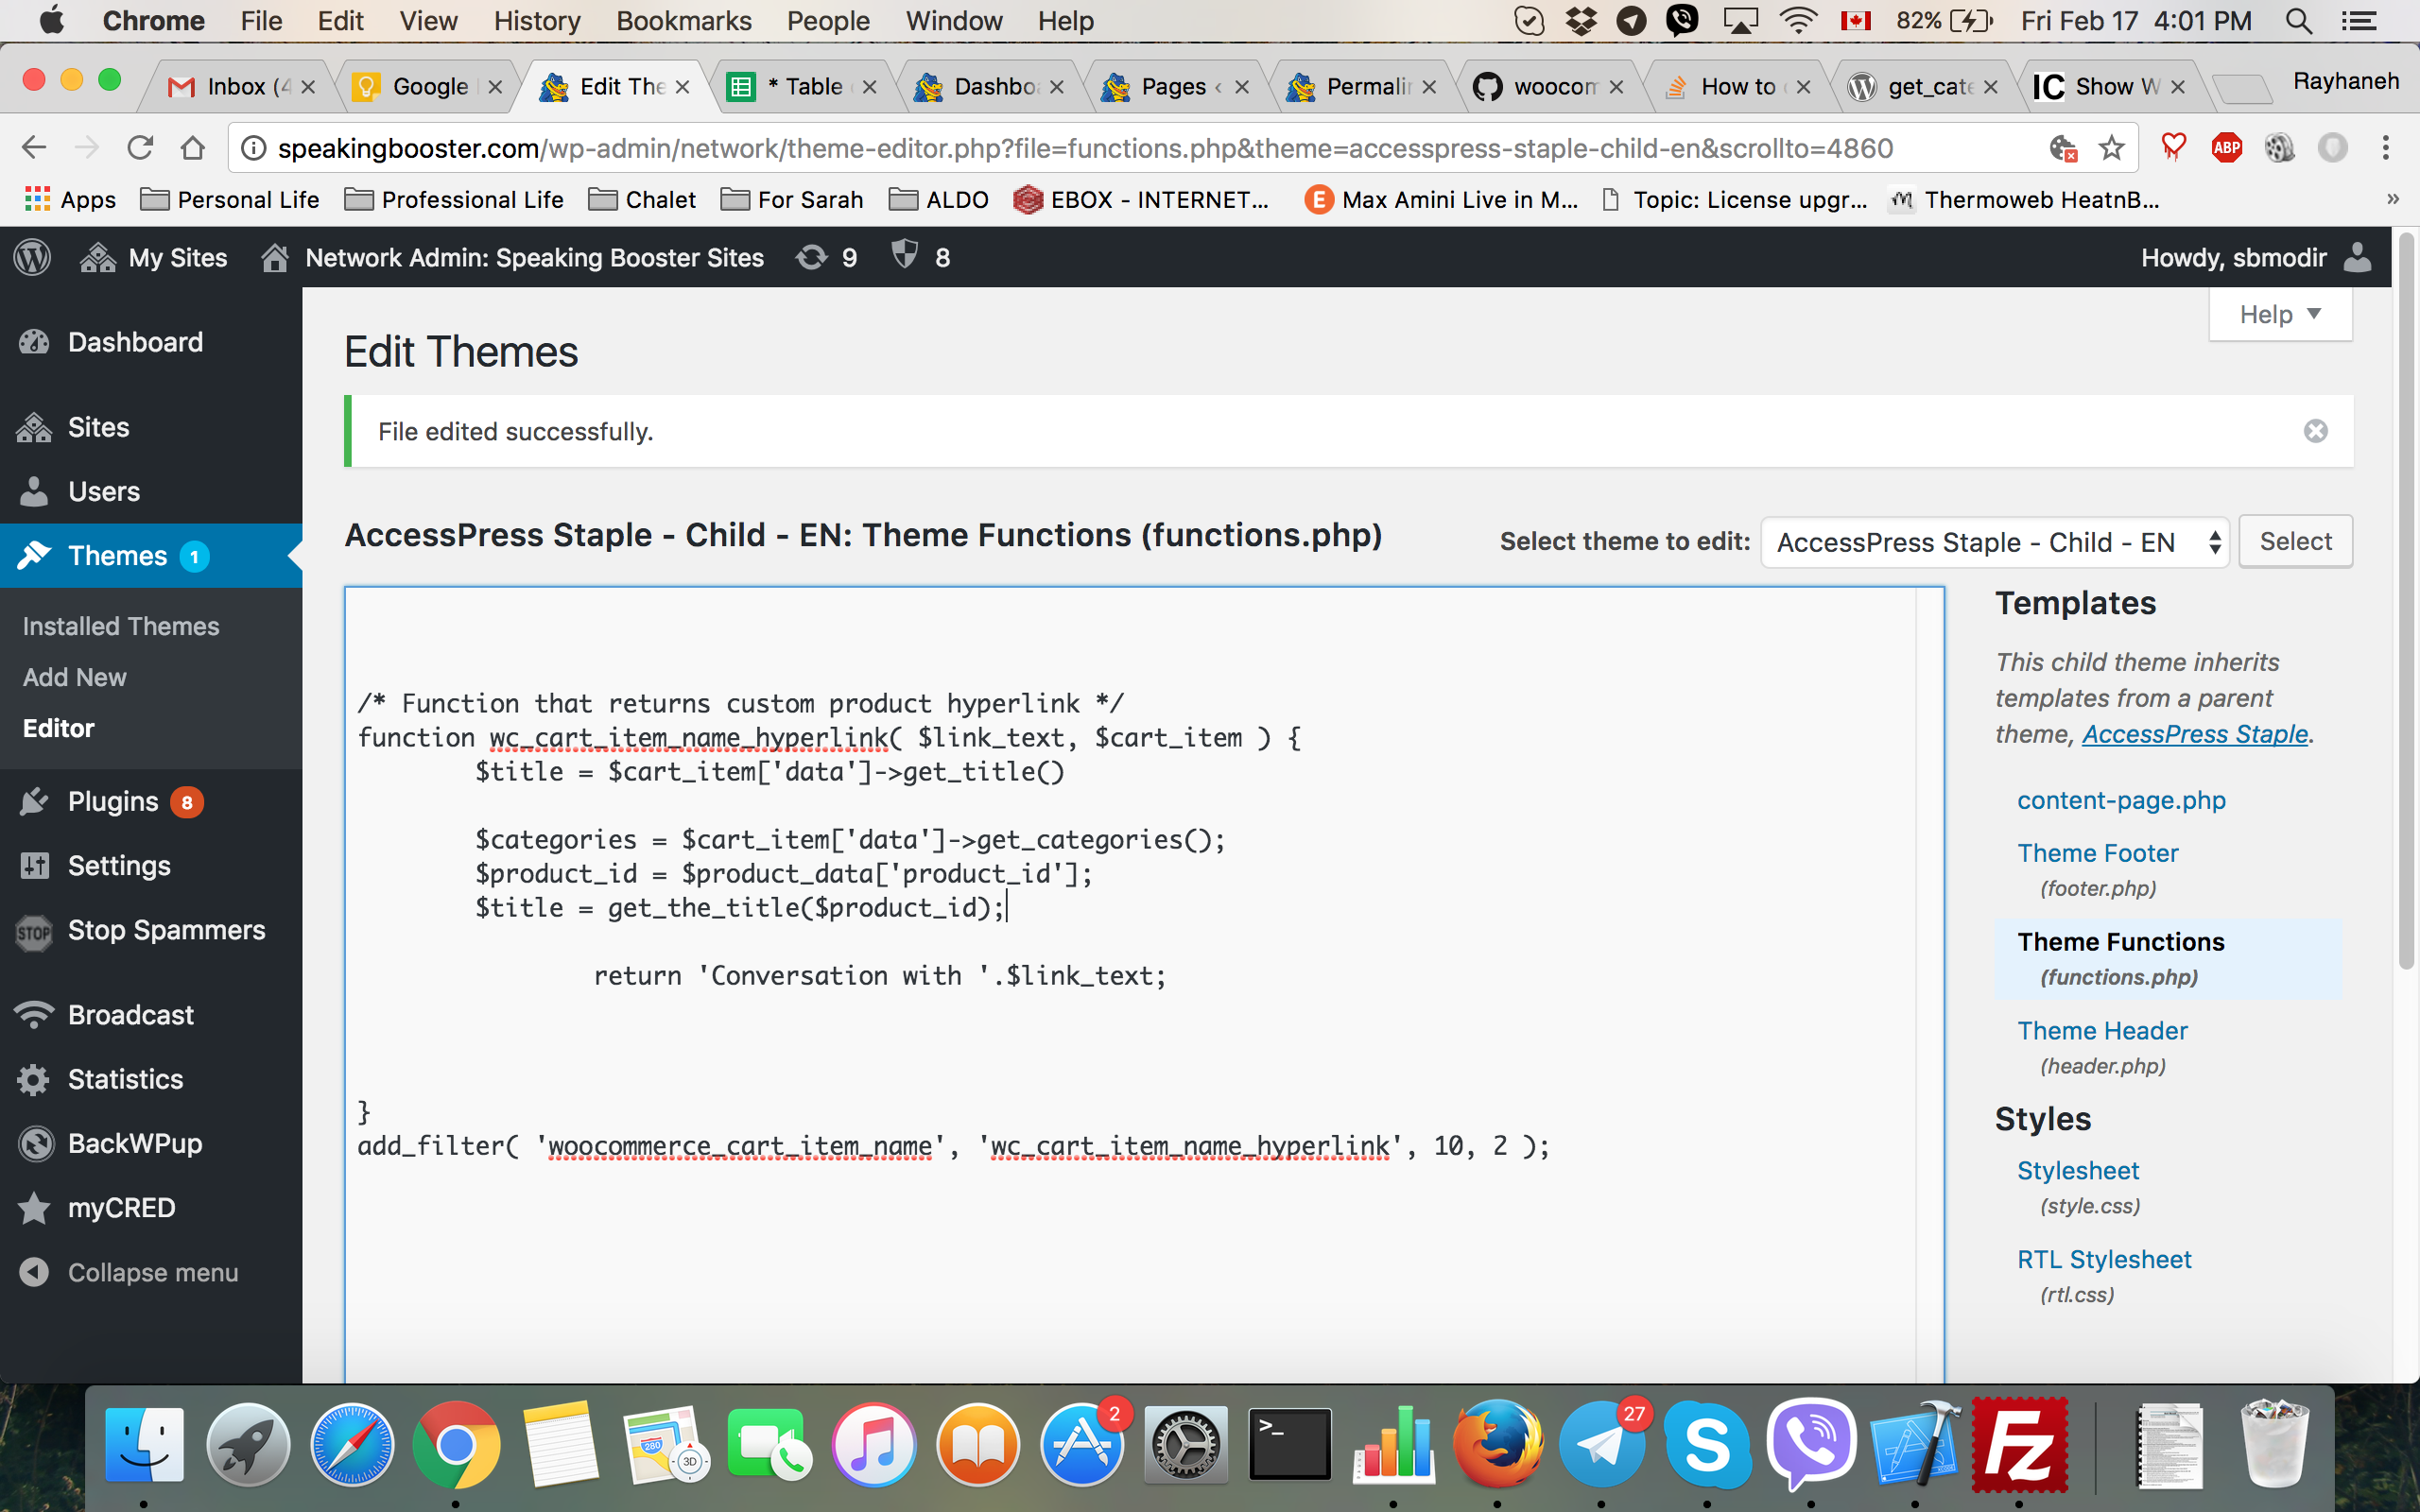 Chrome File Edit View History Bookmarks People Window Help 82% Fri Feb 17 4:01 PM
Inbox (4 Google Edit The * Table Dashbo Pages Permalin woocom How to get_cate IC Show W Rayhaneh
speakingbooster.com/wp-admin/network/theme-editor.php?file=functions.php&theme=accesspress-staple-child-en&scrollto=4860 ABP
Apps Personal Life Professional Life Chalet For Sarah ALDO EBOX - INTERNET... E Max Amini Live in M... Topic: License upgr... Thermoweb HeatnB... »
My Sites Network Admin: Speaking Booster Sites 9 8 Howdy, sbmodir
Help
Dashboard
Sites
Users
Themes 1
Installed Themes
Add New
Editor
Plugins 8
Settings
STOP Stop Spammers
Broadcast
Statistics
BackWPup
myCRED
Collapse menu
Edit Themes
File edited successfully.
AccessPress Staple - Child - EN: Theme Functions (functions.php)
Select theme to edit: AccessPress Staple - Child - EN Select
/* Function that returns custom product hyperlink */
function wc_cart_item_name_hyperlink( $link_text, $cart_item ) {
$title = $cart_item['data']->get_title()
$categories = $cart_item['data']->get_categories();
$product_id = $product_data['product_id'];
$title = get_the_title($product_id);
return 'Conversation with '.$link_text;
}
add_filter( 'woocommerce_cart_item_name', 'wc_cart_item_name_hyperlink', 10, 2 );
Templates
This child theme inherits
templates from a parent
theme, AccessPress Staple.
content-page.php
Theme Footer
(footer.php)
Theme Functions
(functions.php)
Theme Header
(header.php)
Styles
Stylesheet
(style.css)
RTL Stylesheet
(rtl.css)
280 3D 2 >_ 27 S Fz